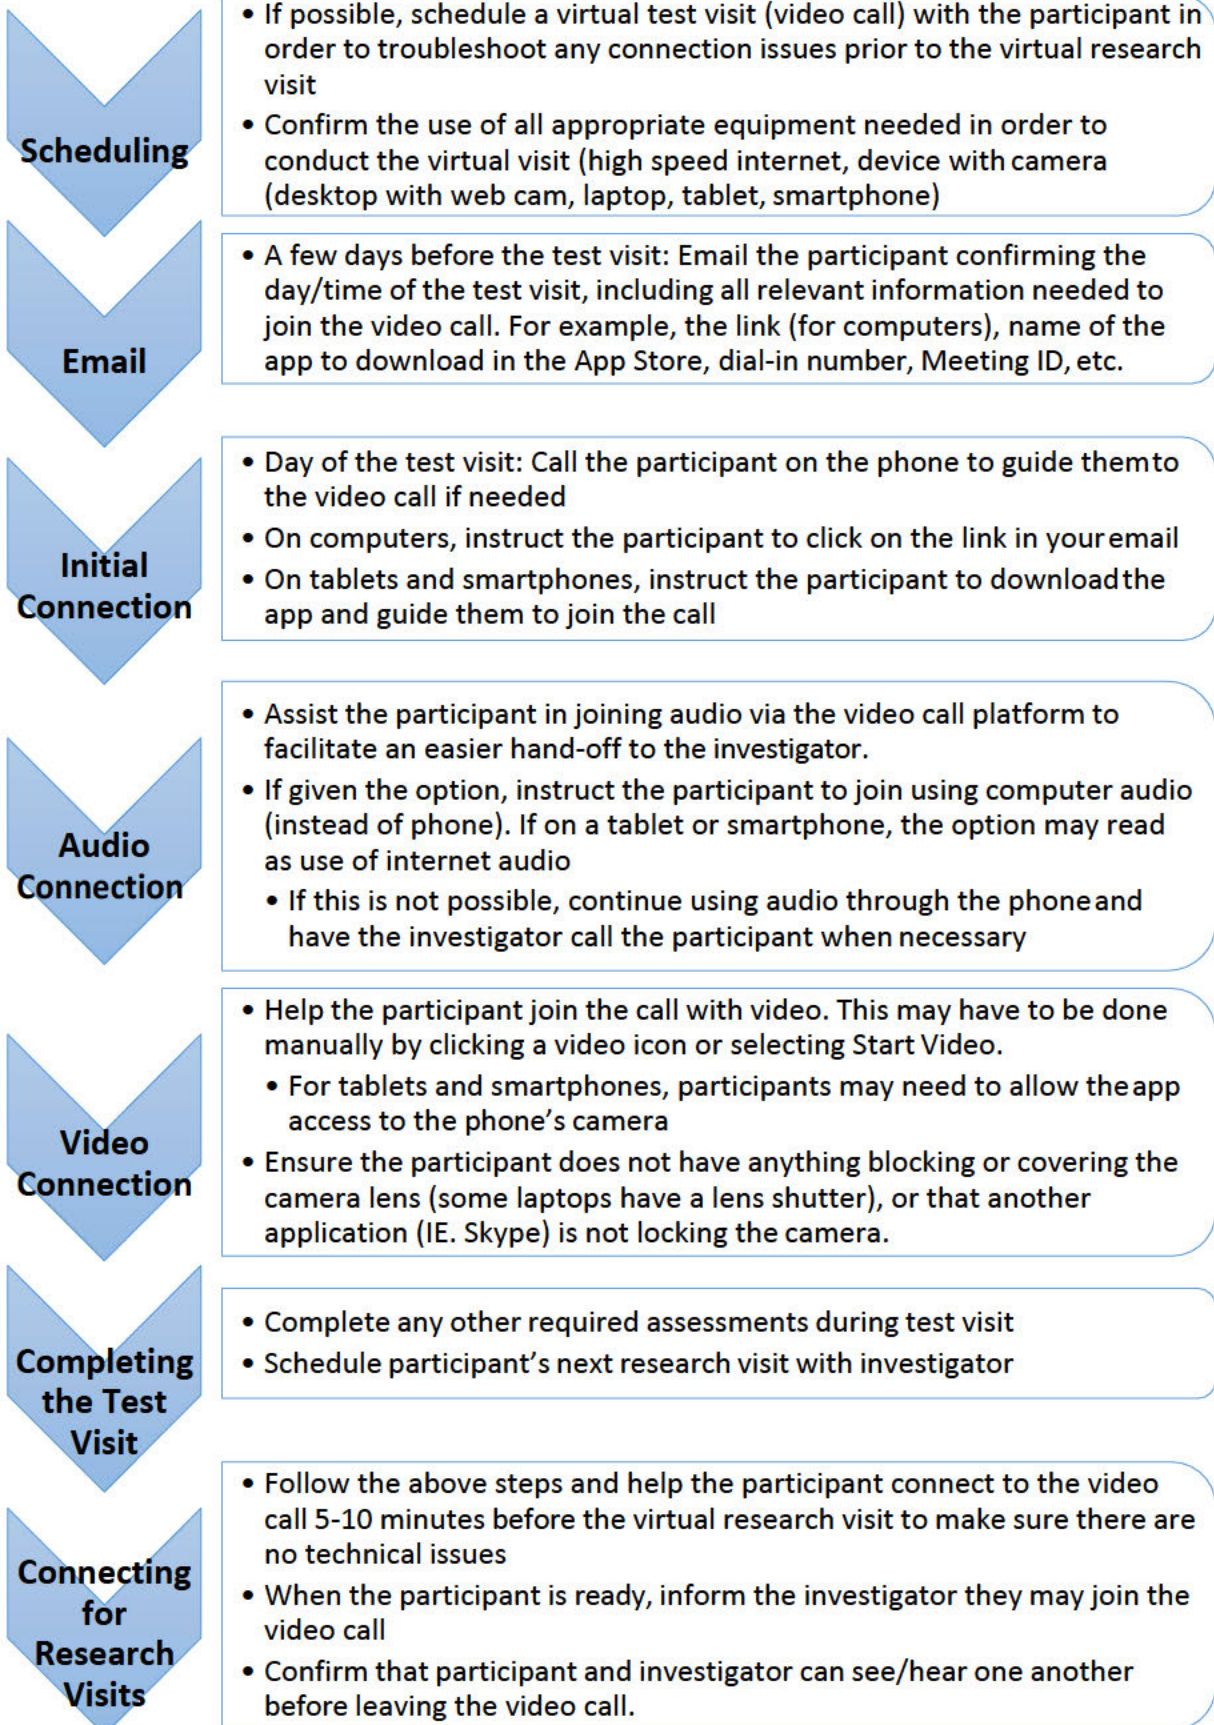 Scheduling
• If possible, schedule a virtual test visit (video call) with the participant in
order to troubleshoot any connection issues prior to the virtual research
visit
• Confirm the use of all appropriate equipment needed in order to
conduct the virtual visit (high speed internet, device with camera
(desktop with web cam, laptop, tablet, smartphone)
Email
• A few days before the test visit: Email the participant confirming the
day/time of the test visit, including all relevant information needed to
join the video call. For example, the link (for computers), name of the
app to download in the App Store, dial-in number, Meeting ID, etc.
Initial
Connection
• Day of the test visit: Call the participant on the phone to guide them to
the video call if needed
• On computers, instruct the participant to click on the link in your email
• On tablets and smartphones, instruct the participant to download the
app and guide them to join the call
Audio
Connection
• Assist the participant in joining audio via the video call platform to
facilitate an easier hand-off to the investigator.
• If given the option, instruct the participant to join using computer audio
(instead of phone). If on a tablet or smartphone, the option may read
as use of internet audio
• If this is not possible, continue using audio through the phone and
have the investigator call the participant when necessary
Video
Connection
• Help the participant join the call with video. This may have to be done
manually by clicking a video icon or selecting Start Video.
• For tablets and smartphones, participants may need to allow the app
access to the phone's camera
• Ensure the participant does not have anything blocking or covering the
camera lens (some laptops have a lens shutter), or that another
application (IE. Skype) is not locking the camera.
Completing
the Test
Visit
• Complete any other required assessments during test visit
• Schedule participant's next research visit with investigator
Connecting
for
Research
Visits
• Follow the above steps and help the participant connect to the video
call 5-10 minutes before the virtual research visit to make sure there are
no technical issues
• When the participant is ready, inform the investigator they may join the
video call
• Confirm that participant and investigator can see/hear one another
before leaving the video call.